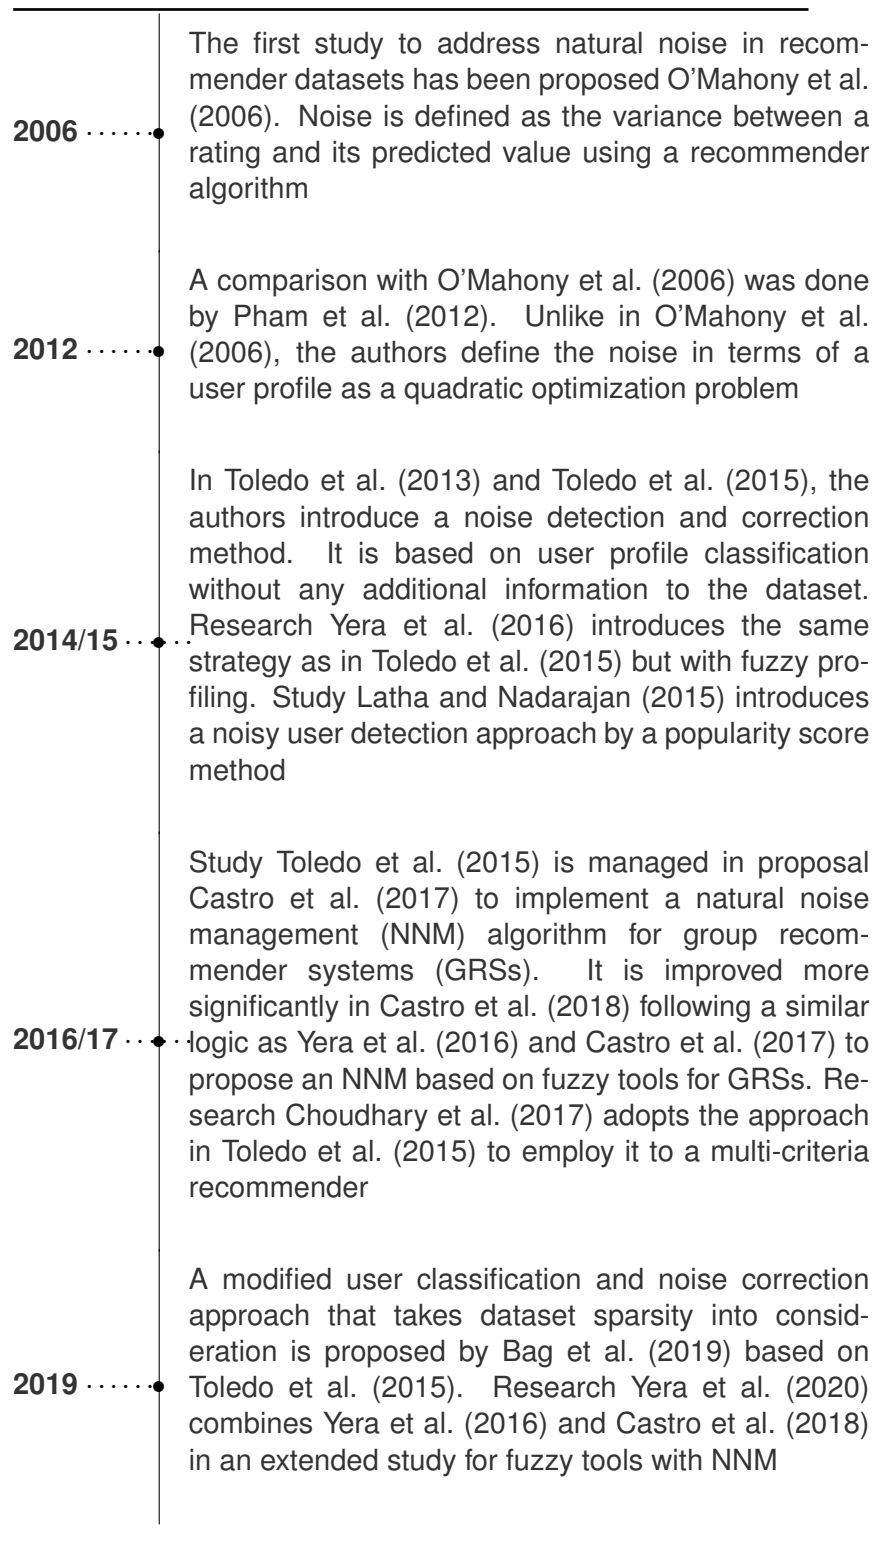 The first study to address natural noise in recom-
mender datasets has been proposed O'Mahony et al.
2006 ······ (2006). Noise is defined as the variance between a
rating and its predicted value using a recommender
algorithm
A comparison with O'Mahony et al. (2006) was done
by Pham et al. (2012). Unlike in O'Mahony et al.
2012 ······ (2006), the authors define the noise in terms of a
user profile as a quadratic optimization problem
In Toledo et al. (2013) and Toledo et al. (2015), the
authors introduce a noise detection and correction
method. It is based on user profile classification
without any additional information to the dataset.
2014/15 ····· Research Yera et al. (2016) introduces the same
strategy as in Toledo et al. (2015) but with fuzzy pro-
filing. Study Latha and Nadarajan (2015) introduces
a noisy user detection approach by a popularity score
method
Study Toledo et al. (2015) is managed in proposal
Castro et al. (2017) to implement a natural noise
management (NNM) algorithm for group recom-
mender systems (GRSs). It is improved more
significantly in Castro et al. (2018) following a similar
2016/17 ····· logic as Yera et al. (2016) and Castro et al. (2017) to
propose an NNM based on fuzzy tools for GRSs. Re-
search Choudhary et al. (2017) adopts the approach
in Toledo et al. (2015) to employ it to a multi-criteria
recommender
A modified user classification and noise correction
approach that takes dataset sparsity into consid-
eration is proposed by Bag et al. (2019) based on
2019 ······ Toledo et al. (2015). Research Yera et al. (2020)
combines Yera et al. (2016) and Castro et al. (2018)
in an extended study for fuzzy tools with NNM